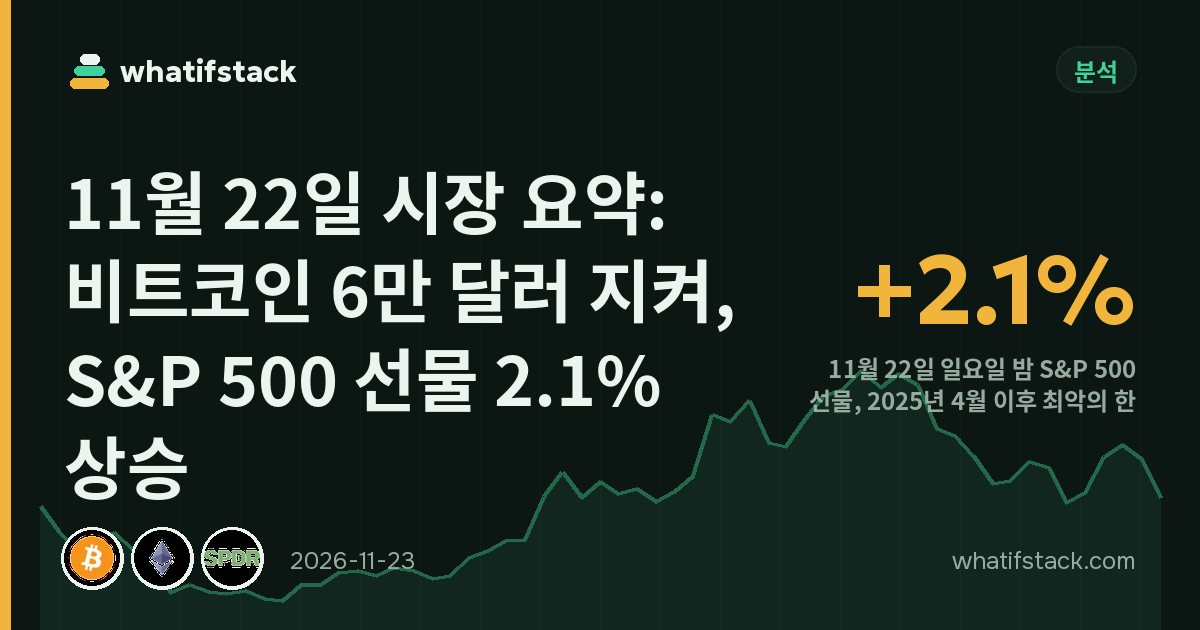 whatifstack
분석
11월 22일 시장 요약:
비트코인 6만 달러 지켜,
S&P 500 선물 2.1%
상승
+2.1%
11월 22일 일요일 밤 S&P 500
선물, 2025년 4월 이후 최악의 한
SPDR
2026-11-23
whatifstack.com